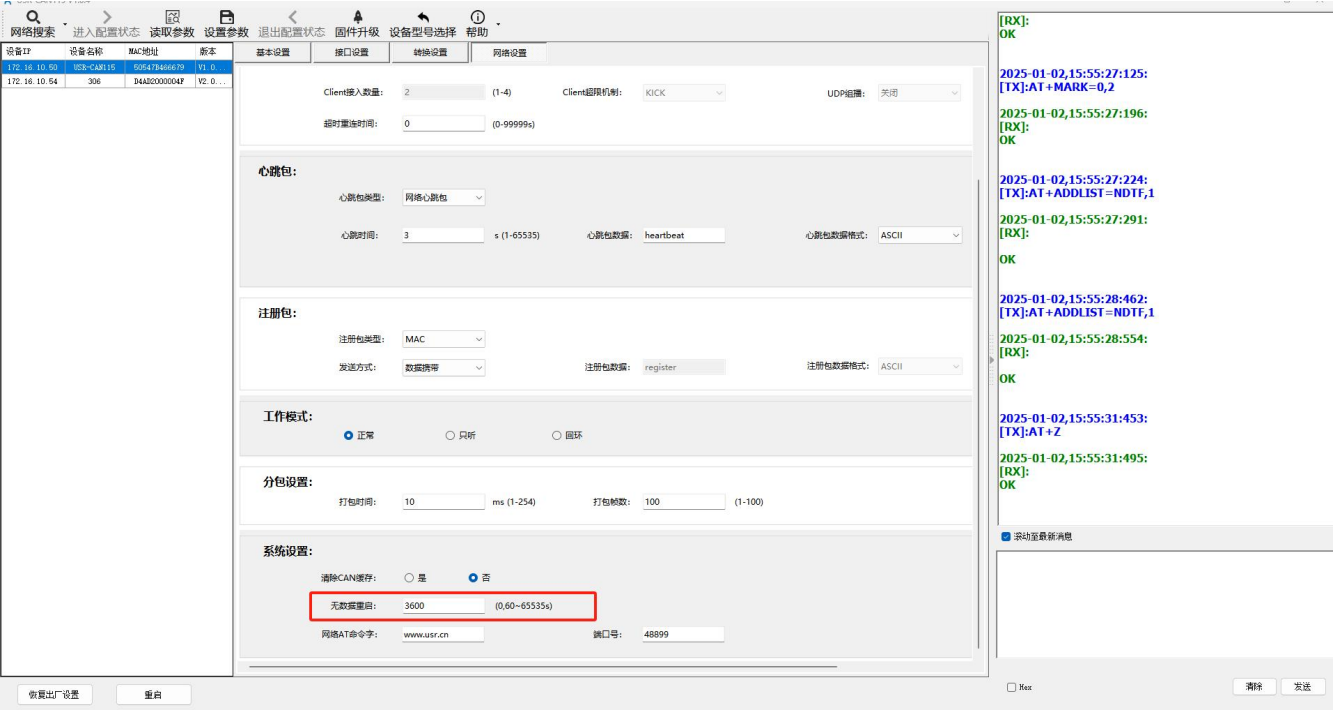 网络搜索 进入配置状态 读取参数 设置参数 退出配置状态 固件升级 设备型号选择 帮助
设备IP 设备名称 MAC地址 版本
172.16.10.50 USR-CAN115 50547B466679 V1.0...
172.16.10.54 306 D4AD2000004F V2.0...
基本设置 接口设置 转换设置 网络设置
Client接入数量: 2 (1-4) Client超限机制: KICK UDP组播: 关闭
超时重连时间: 0 (0-99999s)
心跳包:
心跳包类型: 网络心跳包
心跳时间: 3 s (1-65535) 心跳包数据: heartbeat 心跳包数据格式: ASCII
注册包:
注册包类型: MAC
发送方式: 数据携带 注册包数据: register 注册包数据格式: ASCII
工作模式:
正常 只听 回环
分包设置:
打包时间: 10 ms (1-254) 打包帧数: 100 (1-100)
系统设置:
清除CAN缓存: 是 否
无数据重启: 3600 (0,60~65535s)
网络AT命令字: www.usr.cn 端口号: 48899
恢复出厂设置 重启
[RX]:
OK
2025-01-02,15:55:27:125:
[TX]:AT+MARK=0,2
2025-01-02,15:55:27:196:
[RX]:
OK
2025-01-02,15:55:27:224:
[TX]:AT+ADDLIST=NDTF,1
2025-01-02,15:55:27:291:
[RX]:
OK
2025-01-02,15:55:28:462:
[TX]:AT+ADDLIST=NDTF,1
2025-01-02,15:55:28:554:
[RX]:
OK
2025-01-02,15:55:31:453:
[TX]:AT+Z
2025-01-02,15:55:31:495:
[RX]:
OK
滚动至最新消息
Hex 清除 发送